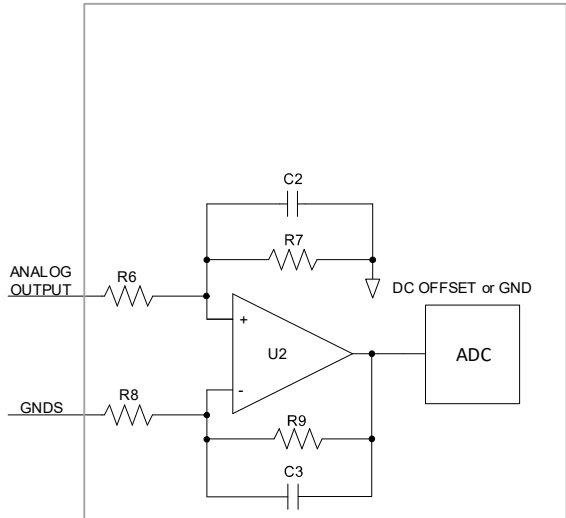 C2
R7
ANALOG
OUTPUT
R6
DC OFFSET or GND
+
U2
ADC
-
GNDS
R8
R9
C3